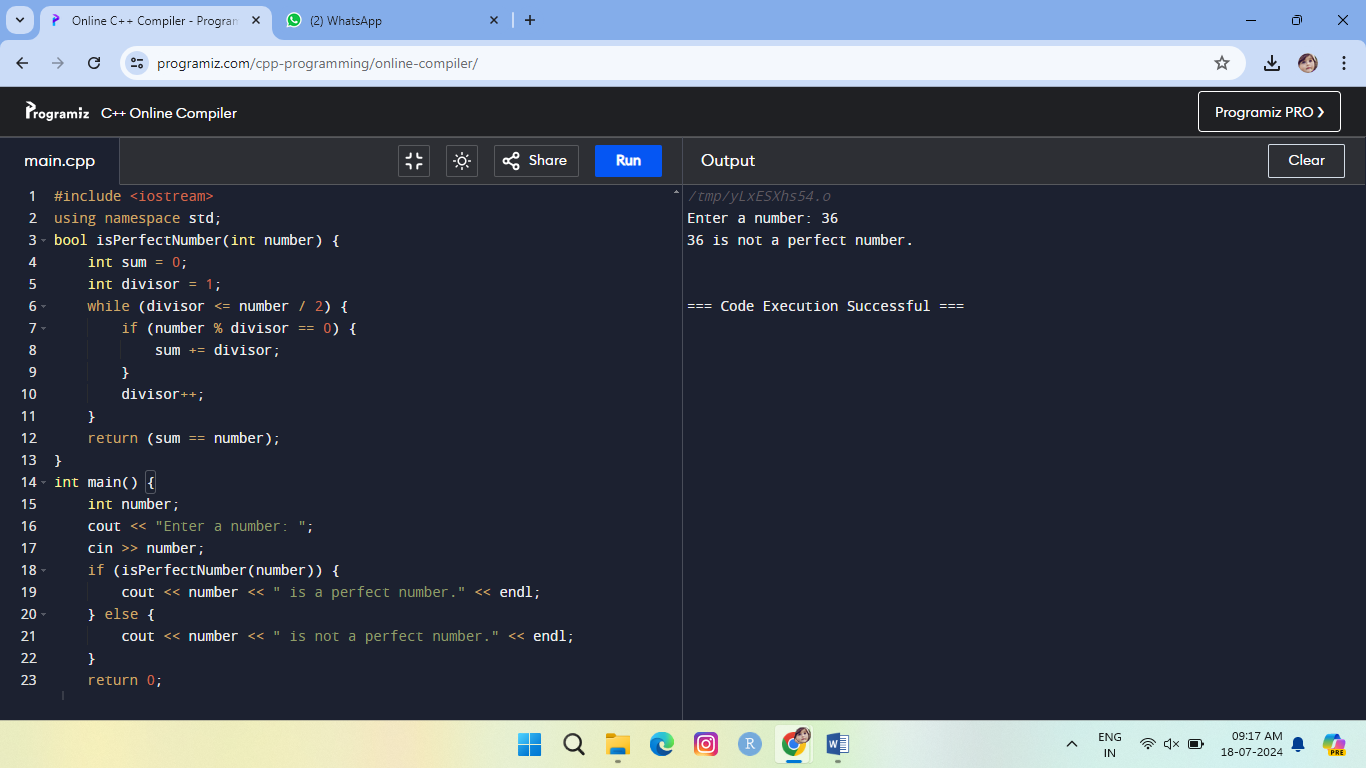 Online C++ Compiler - Program
(2) WhatsApp
programiz.com/cpp-programming/online-compiler/
Programiz C++ Online Compiler
Programiz PRO ❯
main.cpp
Share
Run
Output
Clear
1 #include <iostream>
2 using namespace std;
3 bool isPerfectNumber(int number) {
4 int sum = 0;
5 int divisor = 1;
6 while (divisor <= number / 2) {
7 if (number % divisor == 0) {
8 sum += divisor;
9 }
10 divisor++;
11 }
12 return (sum == number);
13 }
14 int main() {
15 int number;
16 cout << "Enter a number: ";
17 cin >> number;
18 if (isPerfectNumber(number)) {
19 cout << number << " is a perfect number." << endl;
20 } else {
21 cout << number << " is not a perfect number." << endl;
22 }
23 return 0;
/tmp/yLxESXhs54.o
Enter a number: 36
36 is not a perfect number.
=== Code Execution Successful ===
R
W
ENG
IN
09:17 AM
18-07-2024
PRE